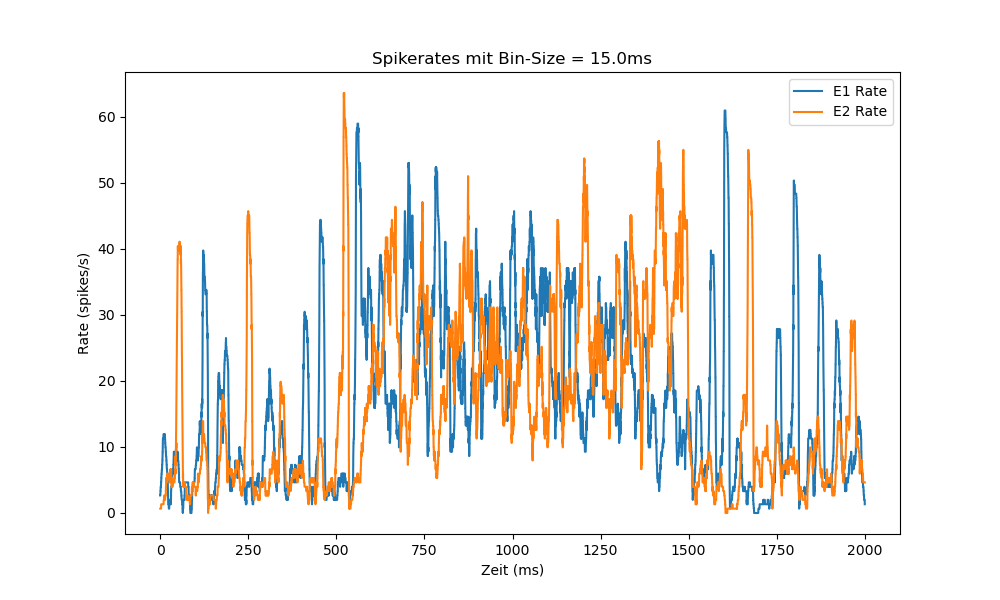 Spikerates mit Bin-Size = 15.0ms
E1 Rate
E2 Rate
60
50
40
30
20
10
0
Rate (spikes/s)
0 250 500 750 1000 1250 1500 1750 2000
Zeit (ms)